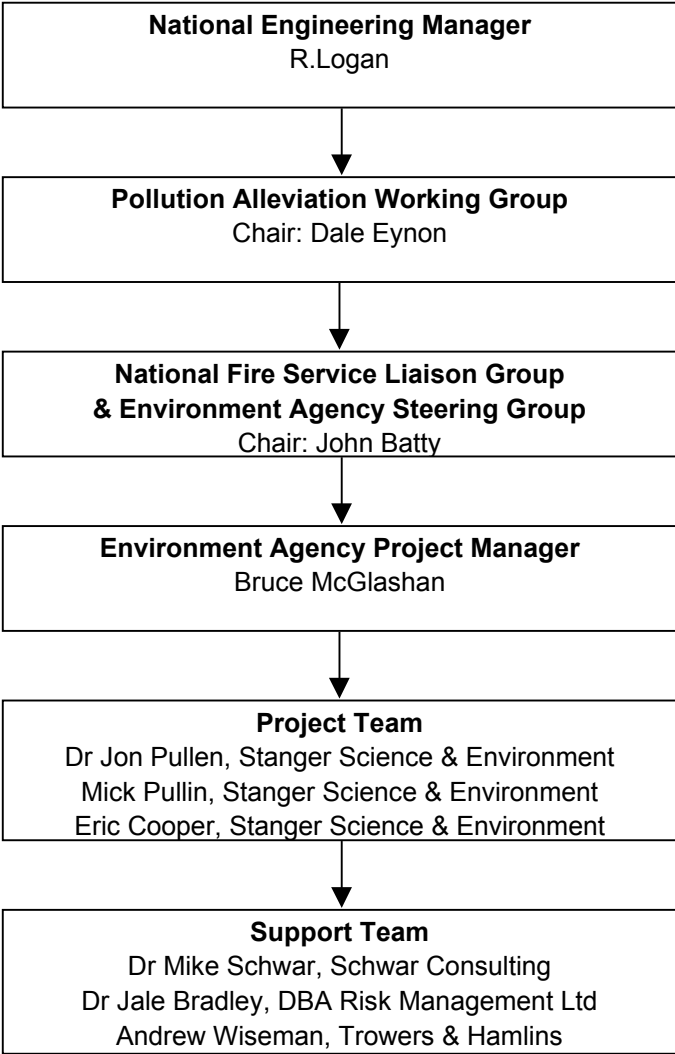 National Engineering Manager
R.Logan
Pollution Alleviation Working Group
Chair: Dale Eynon
National Fire Service Liaison Group
& Environment Agency Steering Group
Chair: John Batty
Environment Agency Project Manager
Bruce McGlashan
Project Team
Dr Jon Pullen, Stanger Science & Environment
Mick Pullin, Stanger Science & Environment
Eric Cooper, Stanger Science & Environment
Support Team
Dr Mike Schwar, Schwar Consulting
Dr Jale Bradley, DBA Risk Management Ltd
Andrew Wiseman, Trowers & Hamlins